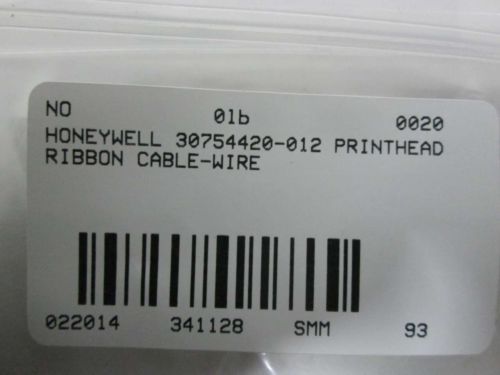 NO 01b 0020
HONEYWELL 30754420-012 PRINTHEAD
RIBBON CABLE-WIRE
022014 341128 SMM 93